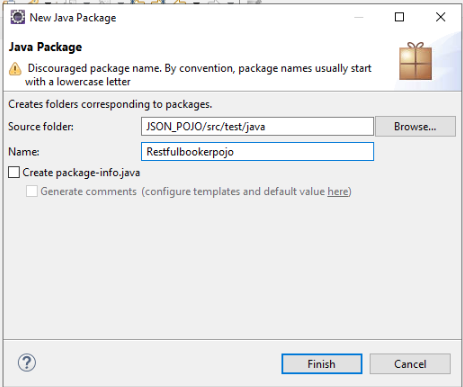 New Java Package
Java Package
Discouraged package name. By convention, package names usually start
with a lowercase letter
Creates folders corresponding to packages.
Source folder: JSON_POJO/src/test/java Browse...
Name: Restfulbookerpojo
Create package-info.java
Generate comments (configure templates and default value here)
? Finish Cancel